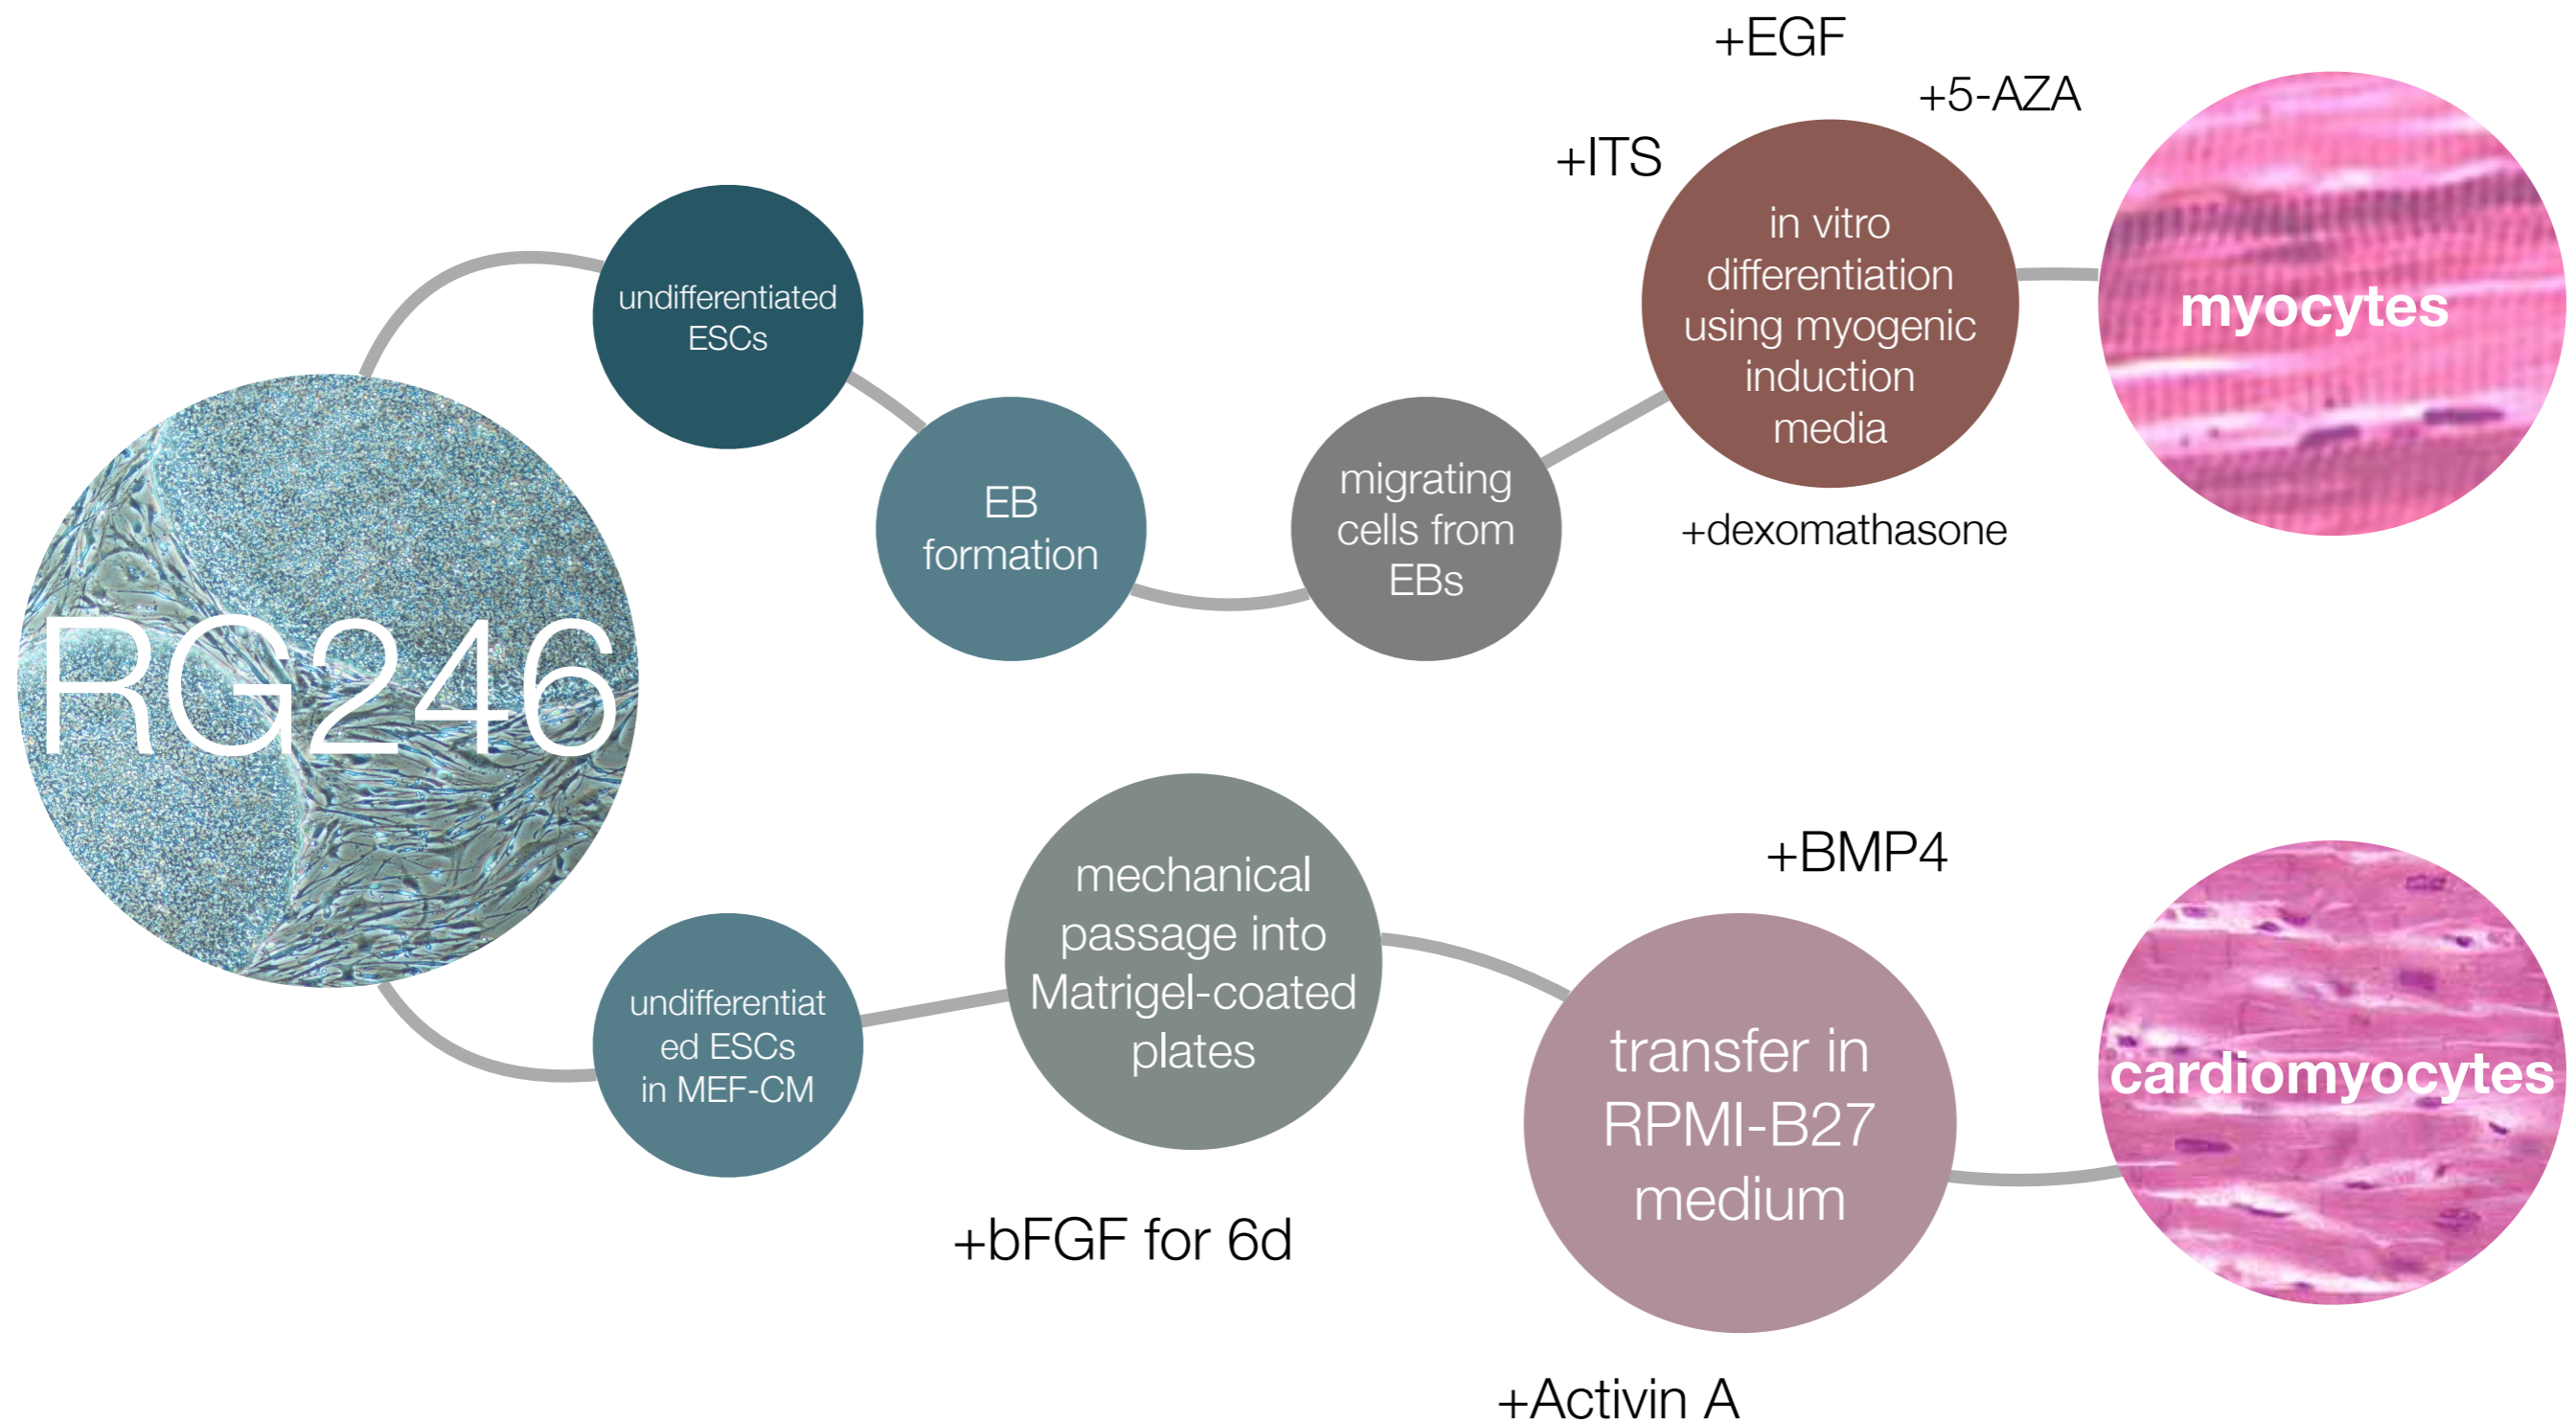 +EGF
+5-AZA
+ITS
in vitro
differentiation
using myogenic
induction
media
myocytes
undifferentiated
ESCs
EB
formation
migrating
cells from
EBs
+dexomathasone
RG246
mechanical
passage into
Matrigel-coated
plates
+BMP4
undifferentiat
ed ESCs
in MEF-CM
transfer in
RPMI-B27
medium
cardiomyocytes
+bFGF for 6d
+Activin A